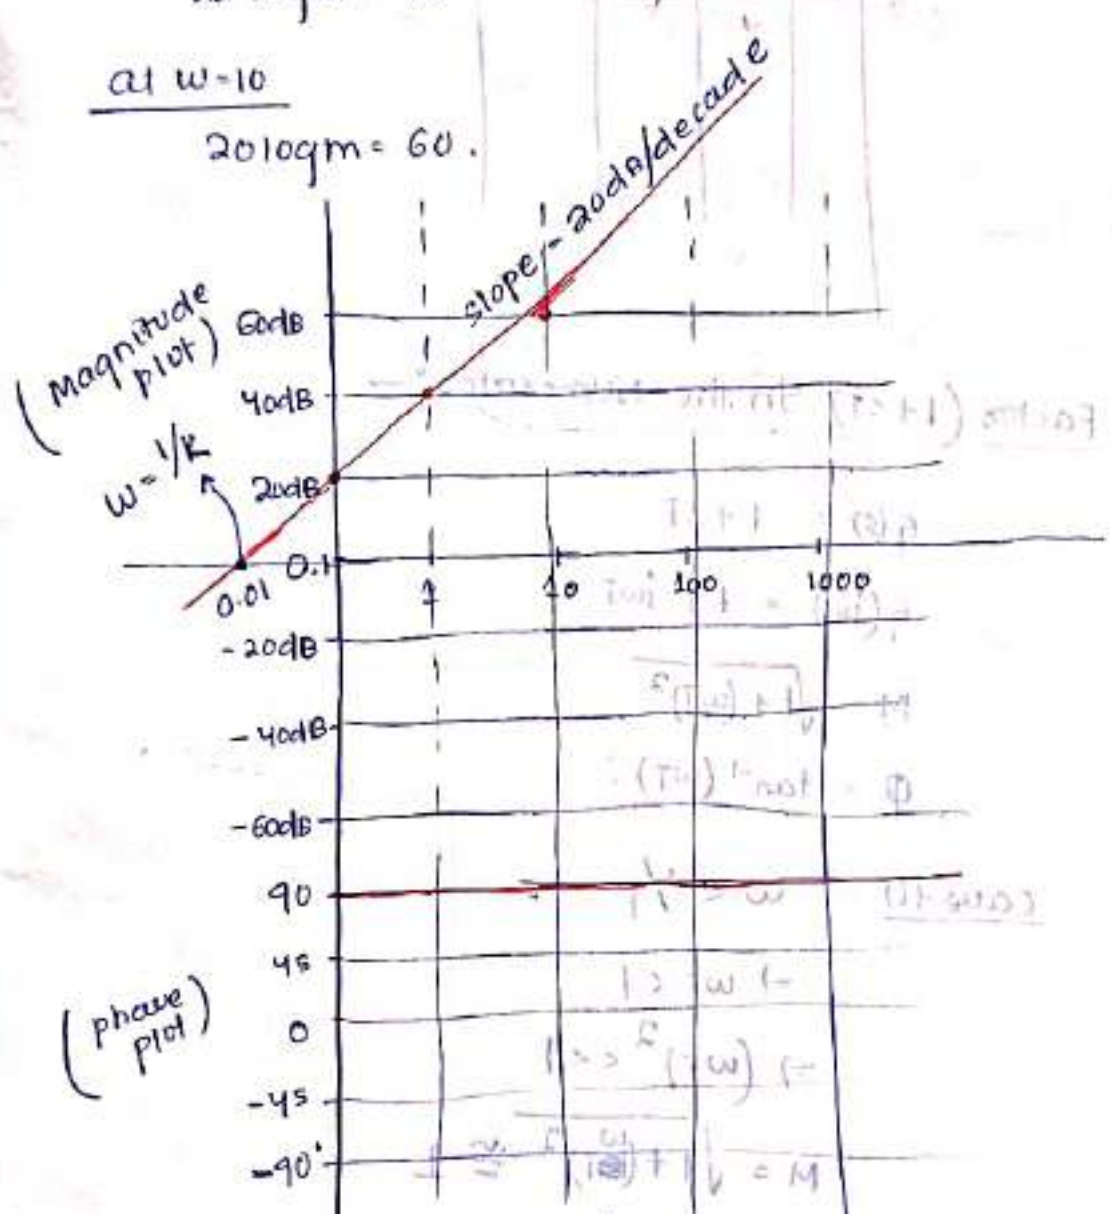 at w=10
20logm = 60.
slope - 20dB/decade
(Magnitude plot)
60dB
40dB
w = 1/K
20dB
0.1
0.01
1
10
100
1000
-20dB
-40dB
-60dB
90
45
(phase plot)
0
-45
-90°